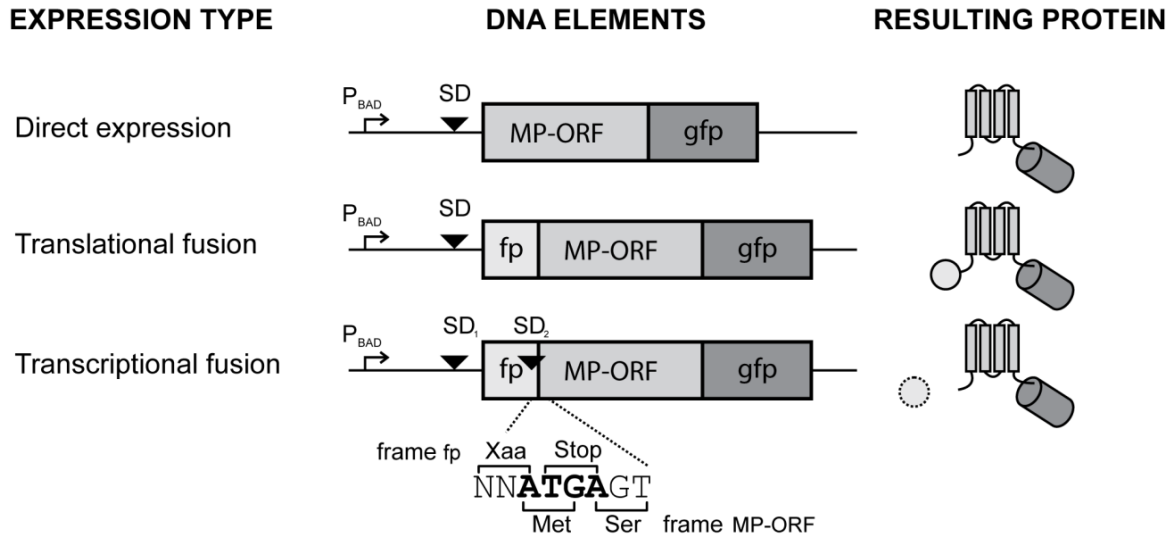 EXPRESSION TYPE DNA ELEMENTS RESULTING PROTEIN
P_BAD SD
Direct expression MP-ORF gfp
P_BAD SD
Translational fusion fp MP-ORF gfp
P_BAD SD₁ SD₂
Transcriptional fusion fp MP-ORF gfp
frame fp Xaa Stop
NNATGAGT
Met Ser frame MP-ORF